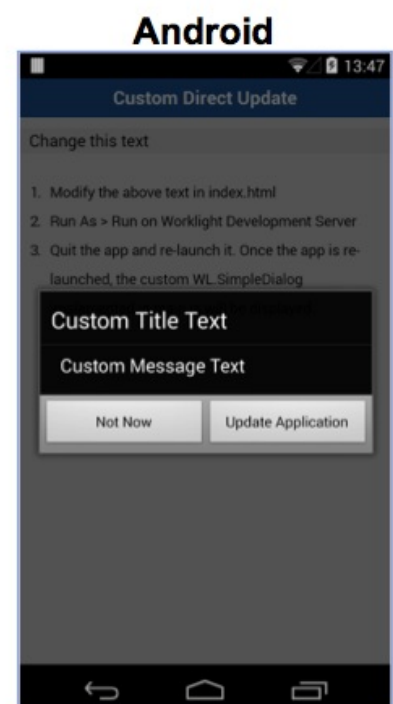 Android
13:47
Custom Direct Update
Change this text
1. Modify the above text in index.html
2. Run As > Run on Worklight Development Server
3. Quit the app and re-launch it. Once the app is re-
launched, the custom WL.SimpleDialog
Custom Title Text
Custom Message Text
Not Now Update Application